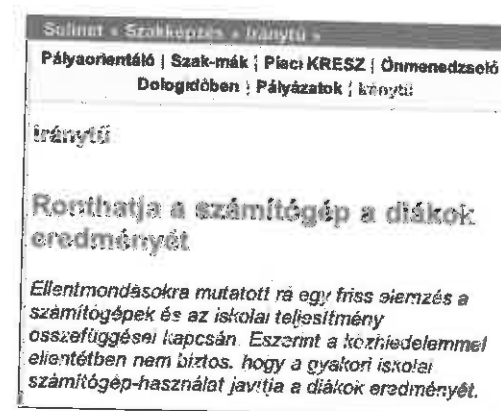 Sulinet » Szakképzés » Iránytű »
Pályaorientáló | Szak-mák | Piaci KRESZ | Önmenedzselő
Dologidőben | Pályázatok | Iránytű
Iránytű
Ronthatja a számítógép a diákok
eredményét
Ellentmondásokra mutatott rá egy friss elemzés a
számítógépek és az iskolai teljesítmény
összefüggései kapcsán. Eszerint a közhiedelemmel
ellentétben nem biztos, hogy a gyakori iskolai
számítógép-használat javítja a diákok eredményét.